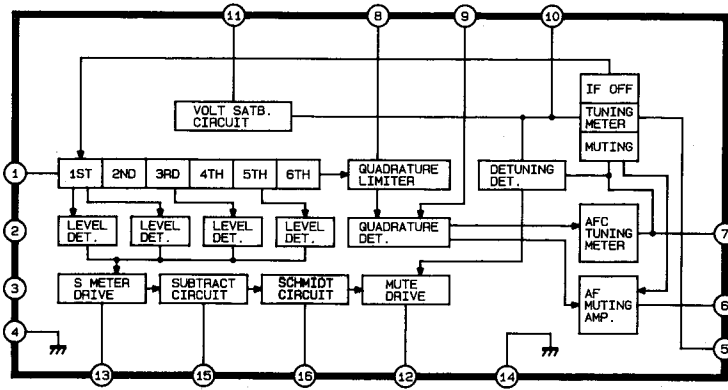 11
8
9
10
IF OFF
VOLT SATB.
CIRCUIT
TUNING
METER
MUTING
1
1ST 2ND 3RD 4TH 5TH 6TH
QUADRATURE
LIMITER
DETUNING
DET.
2
LEVEL
DET.
LEVEL
DET.
LEVEL
DET.
LEVEL
DET.
QUADRATURE
DET.
AFC
TUNING
METER
7
3
S METER
DRIVE
SUBTRACT
CIRCUIT
SCHMIDT
CIRCUIT
MUTE
DRIVE
AF
MUTING
AMP.
6
4
5
13
15
16
12
14